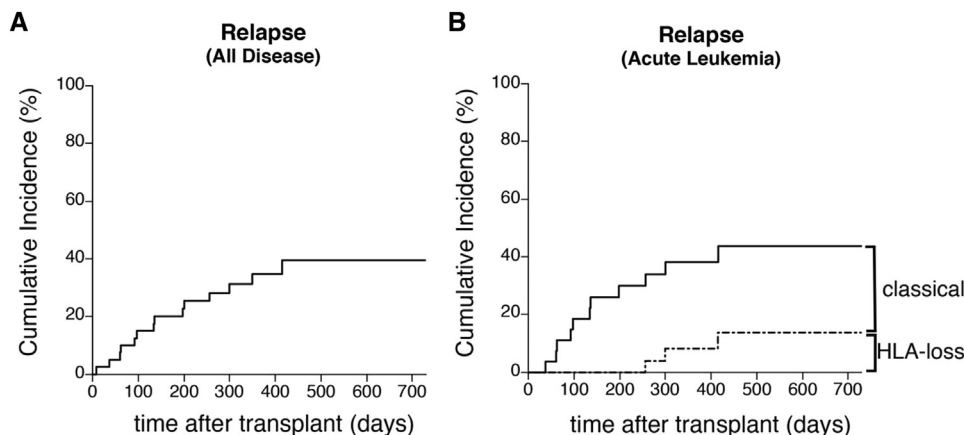 A
Relapse
(All Disease)
Cumulative Incidence (%)
100
80
60
40
20
0
0 100 200 300 400 500 600 700
time after transplant (days)
B
Relapse
(Acute Leukemia)
Cumulative Incidence (%)
100
80
60
40
20
0
0 100 200 300 400 500 600 700
time after transplant (days)
classical
HLA-loss